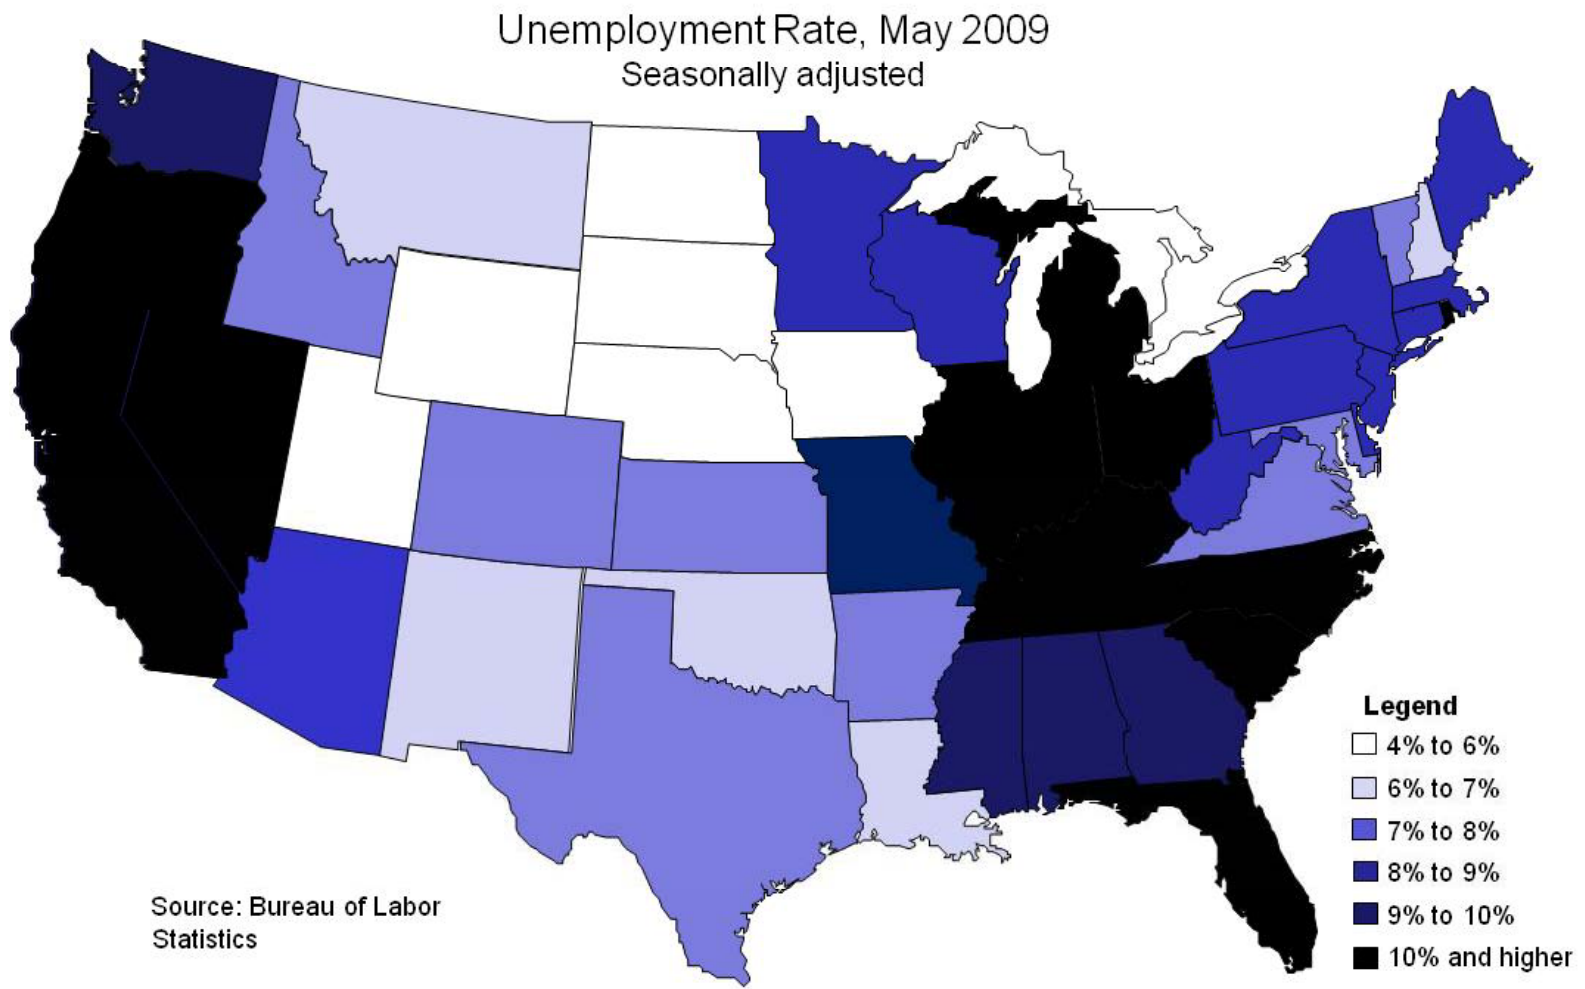 Unemployment Rate, May 2009
Seasonally adjusted
Legend
4% to 6%
6% to 7%
7% to 8%
8% to 9%
9% to 10%
10% and higher
Source: Bureau of Labor
Statistics